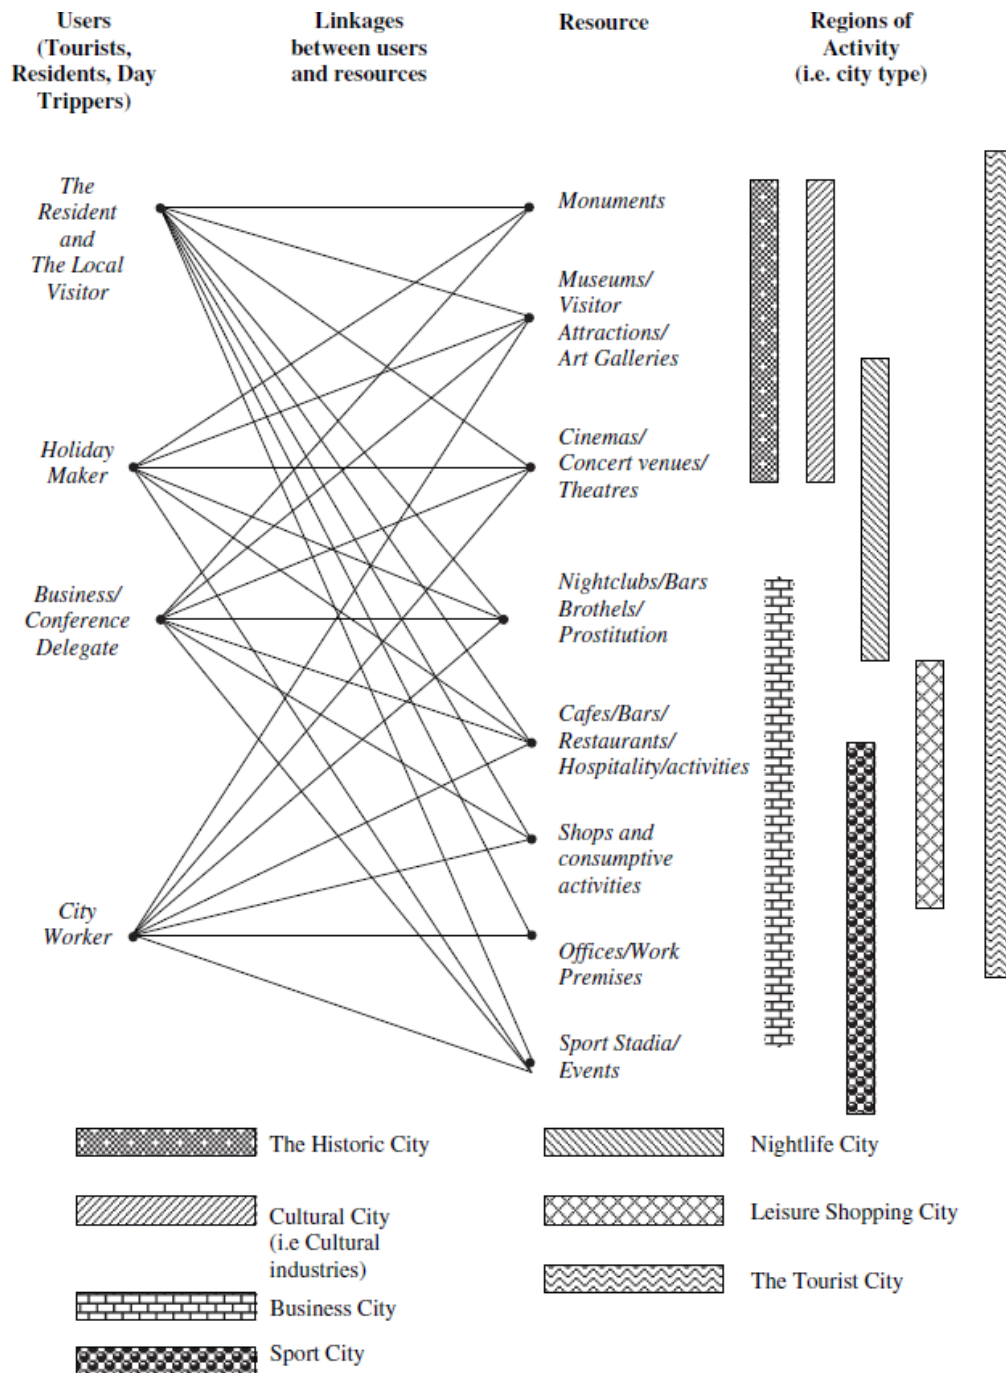 Users
(Tourists,
Residents, Day
Trippers)
Linkages
between users
and resources
Resource
Regions of
Activity
(i.e. city type)
The
Resident
and
The Local
Visitor
Holiday
Maker
Business/
Conference
Delegate
City
Worker
Monuments
Museums/
Visitor
Attractions/
Art Galleries
Cinemas/
Concert venues/
Theatres
Nightclubs/Bars
Brothels/
Prostitution
Cafes/Bars/
Restaurants/
Hospitality/activities
Shops and
consumptive
activities
Offices/Work
Premises
Sport Stadia/
Events
The Historic City
Cultural City
(i.e Cultural
industries)
Business City
Sport City
Nightlife City
Leisure Shopping City
The Tourist City